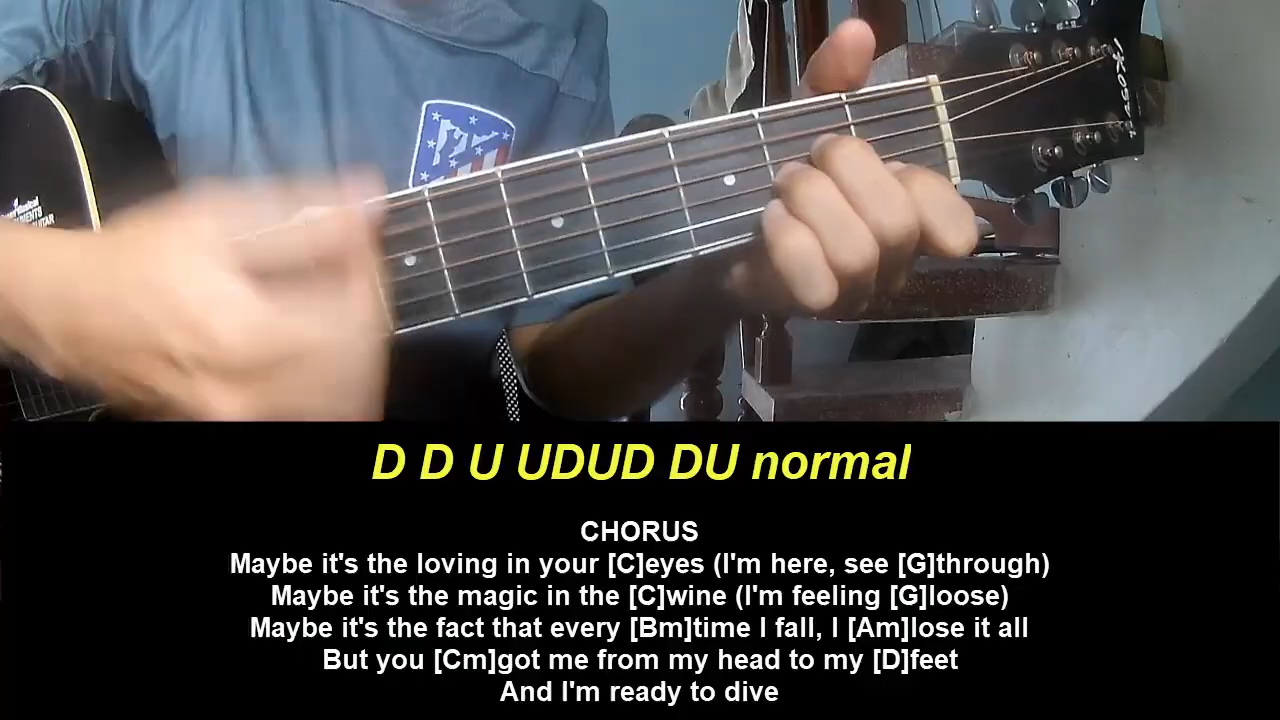 D D U UDUD DU normal
CHORUS
Maybe it's the loving in your [C]eyes (I'm here, see [G]through)
Maybe it's the magic in the [C]wine (I'm feeling [G]loose)
Maybe it's the fact that every [Bm]time I fall, I [Am]lose it all
But you [Cm]got me from my head to my [D]feet
And I'm ready to dive